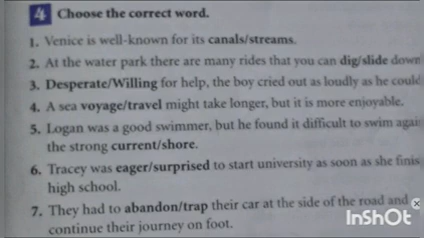 4 Choose the correct word.
1. Venice is well-known for its canals/streams.
2. At the water park there are many rides that you can dig/slide down
3. Desperate/Willing for help, the boy cried out as loudly as he could
4. A sea voyage/travel might take longer, but it is more enjoyable.
5. Logan was a good swimmer, but he found it difficult to swim agai
the strong current/shore.
6. Tracey was eager/surprised to start university as soon as she finis
high school.
7. They had to abandon/trap their car at the side of the road and
continue their journey on foot.
InShOt